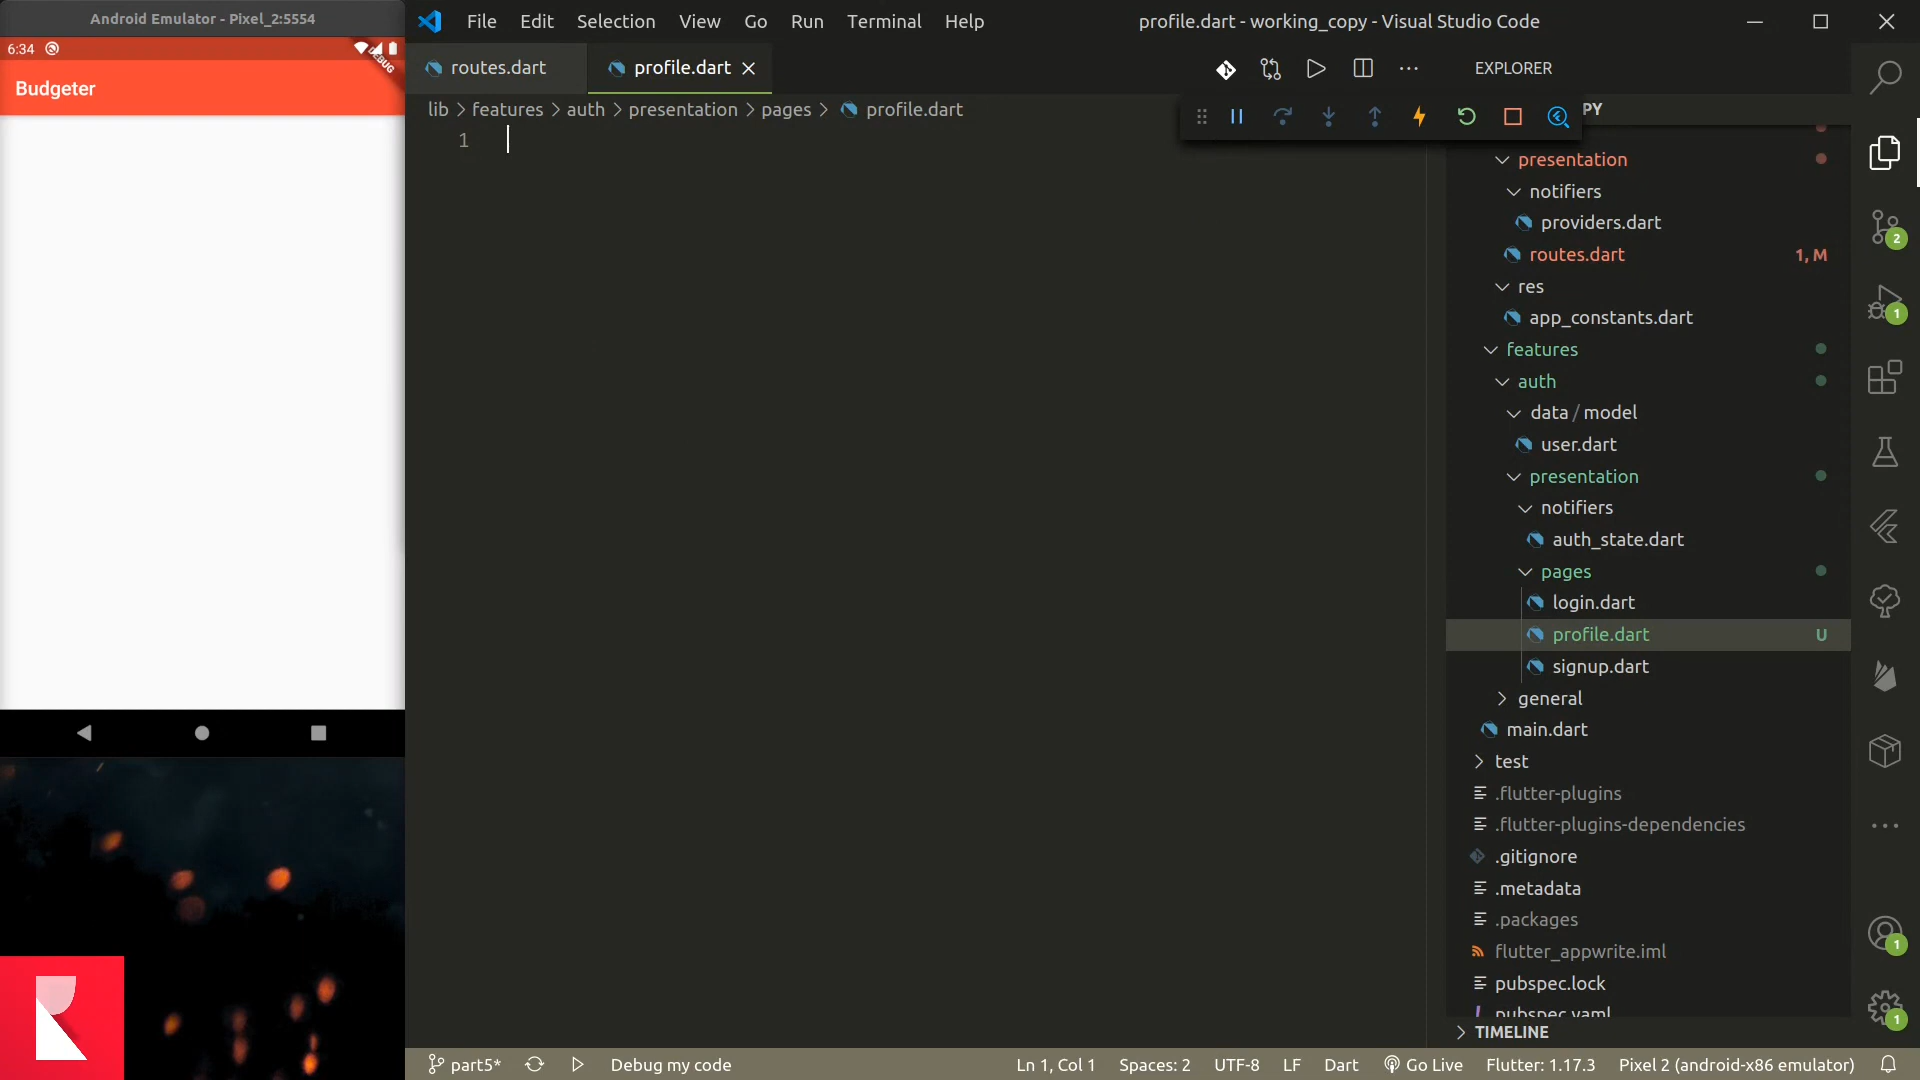 Android Emulator - Pixel_2:5554
6:34
DEBUG
Budgeter
File Edit Selection View Go Run Terminal Help
profile.dart - working_copy - Visual Studio Code
routes.dart
profile.dart
EXPLORER
lib > features > auth > presentation > pages > profile.dart
PY
1
presentation
notifiers
providers.dart
routes.dart 1, M
res
app_constants.dart
features
auth
data / model
user.dart
presentation
notifiers
auth_state.dart
pages
login.dart
profile.dart U
signup.dart
general
main.dart
test
.flutter-plugins
.flutter-plugins-dependencies
.gitignore
.metadata
.packages
flutter_appwrite.iml
pubspec.lock
pubspec.yaml
TIMELINE
2
1
1
1
part5* Debug my code Ln 1, Col 1 Spaces: 2 UTF-8 LF Dart Go Live Flutter: 1.17.3 Pixel 2 (android-x86 emulator)